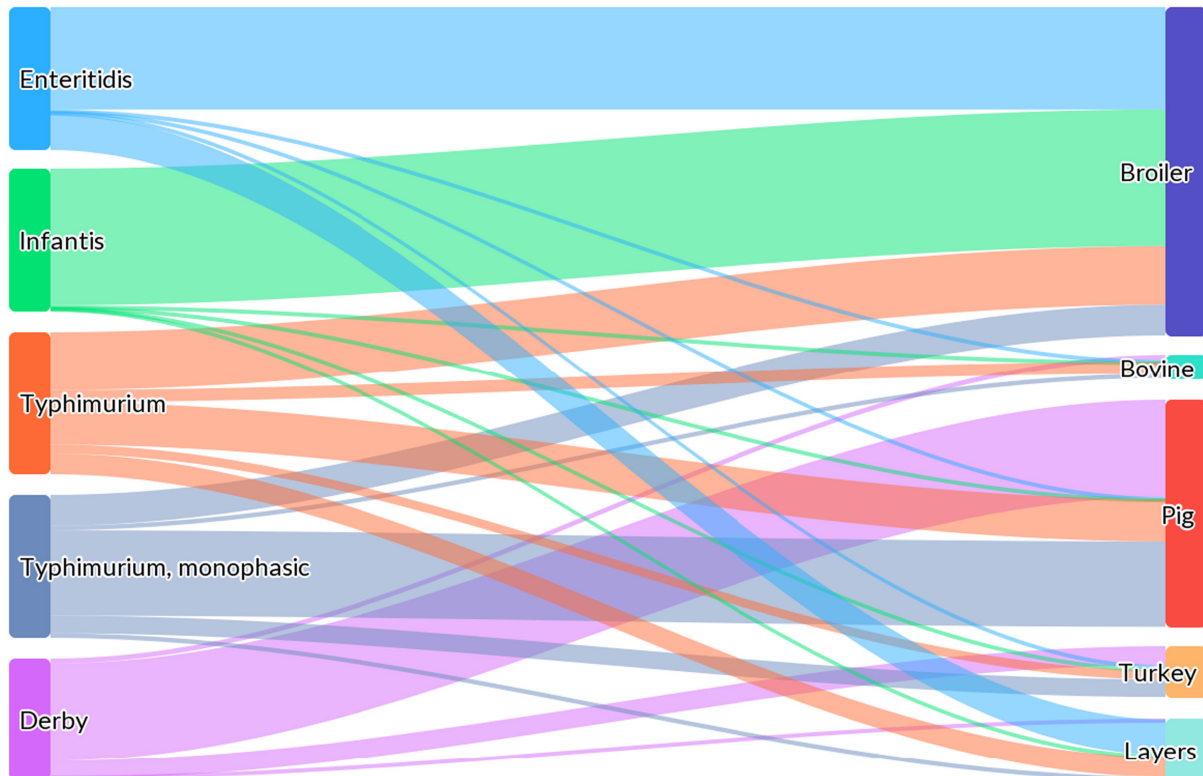 Enteritidis
Infantis
Typhimurium
Typhimurium, monophasic
Derby
Broiler
Bovine
Pig
Turkey
Layers